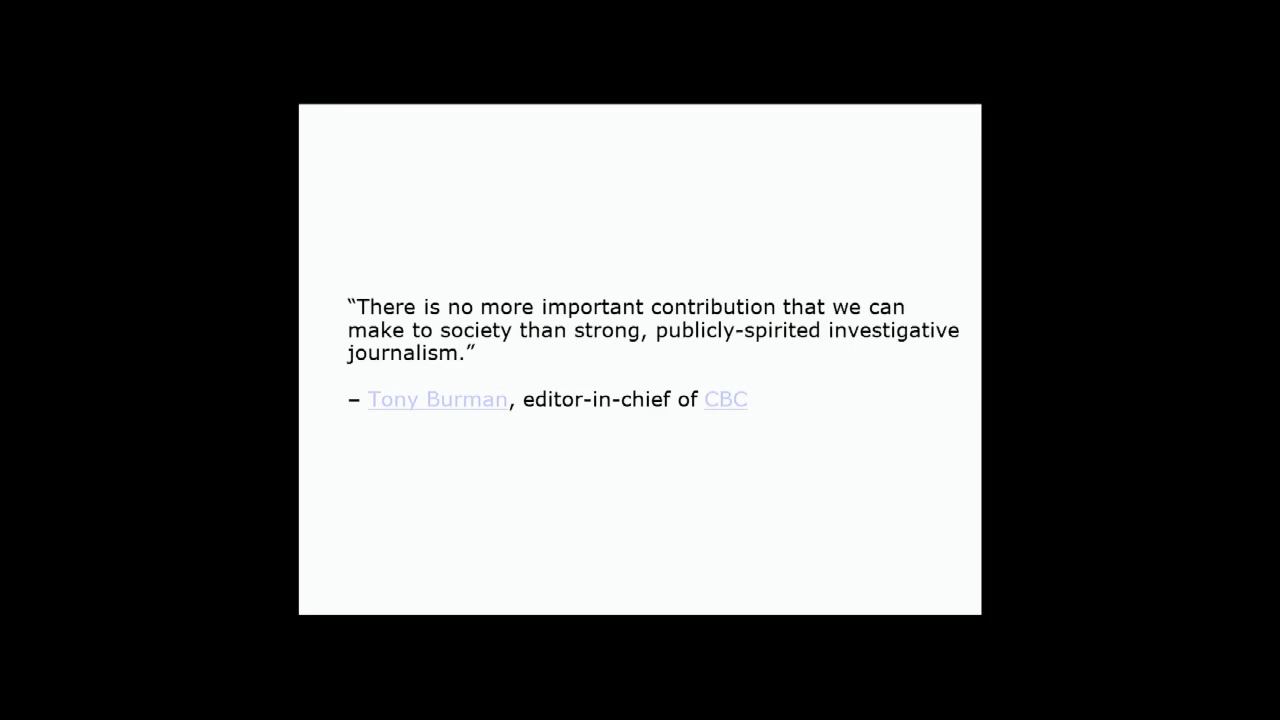 “There is no more important contribution that we can
make to society than strong, publicly-spirited investigative
journalism.”
– Tony Burman, editor-in-chief of CBC